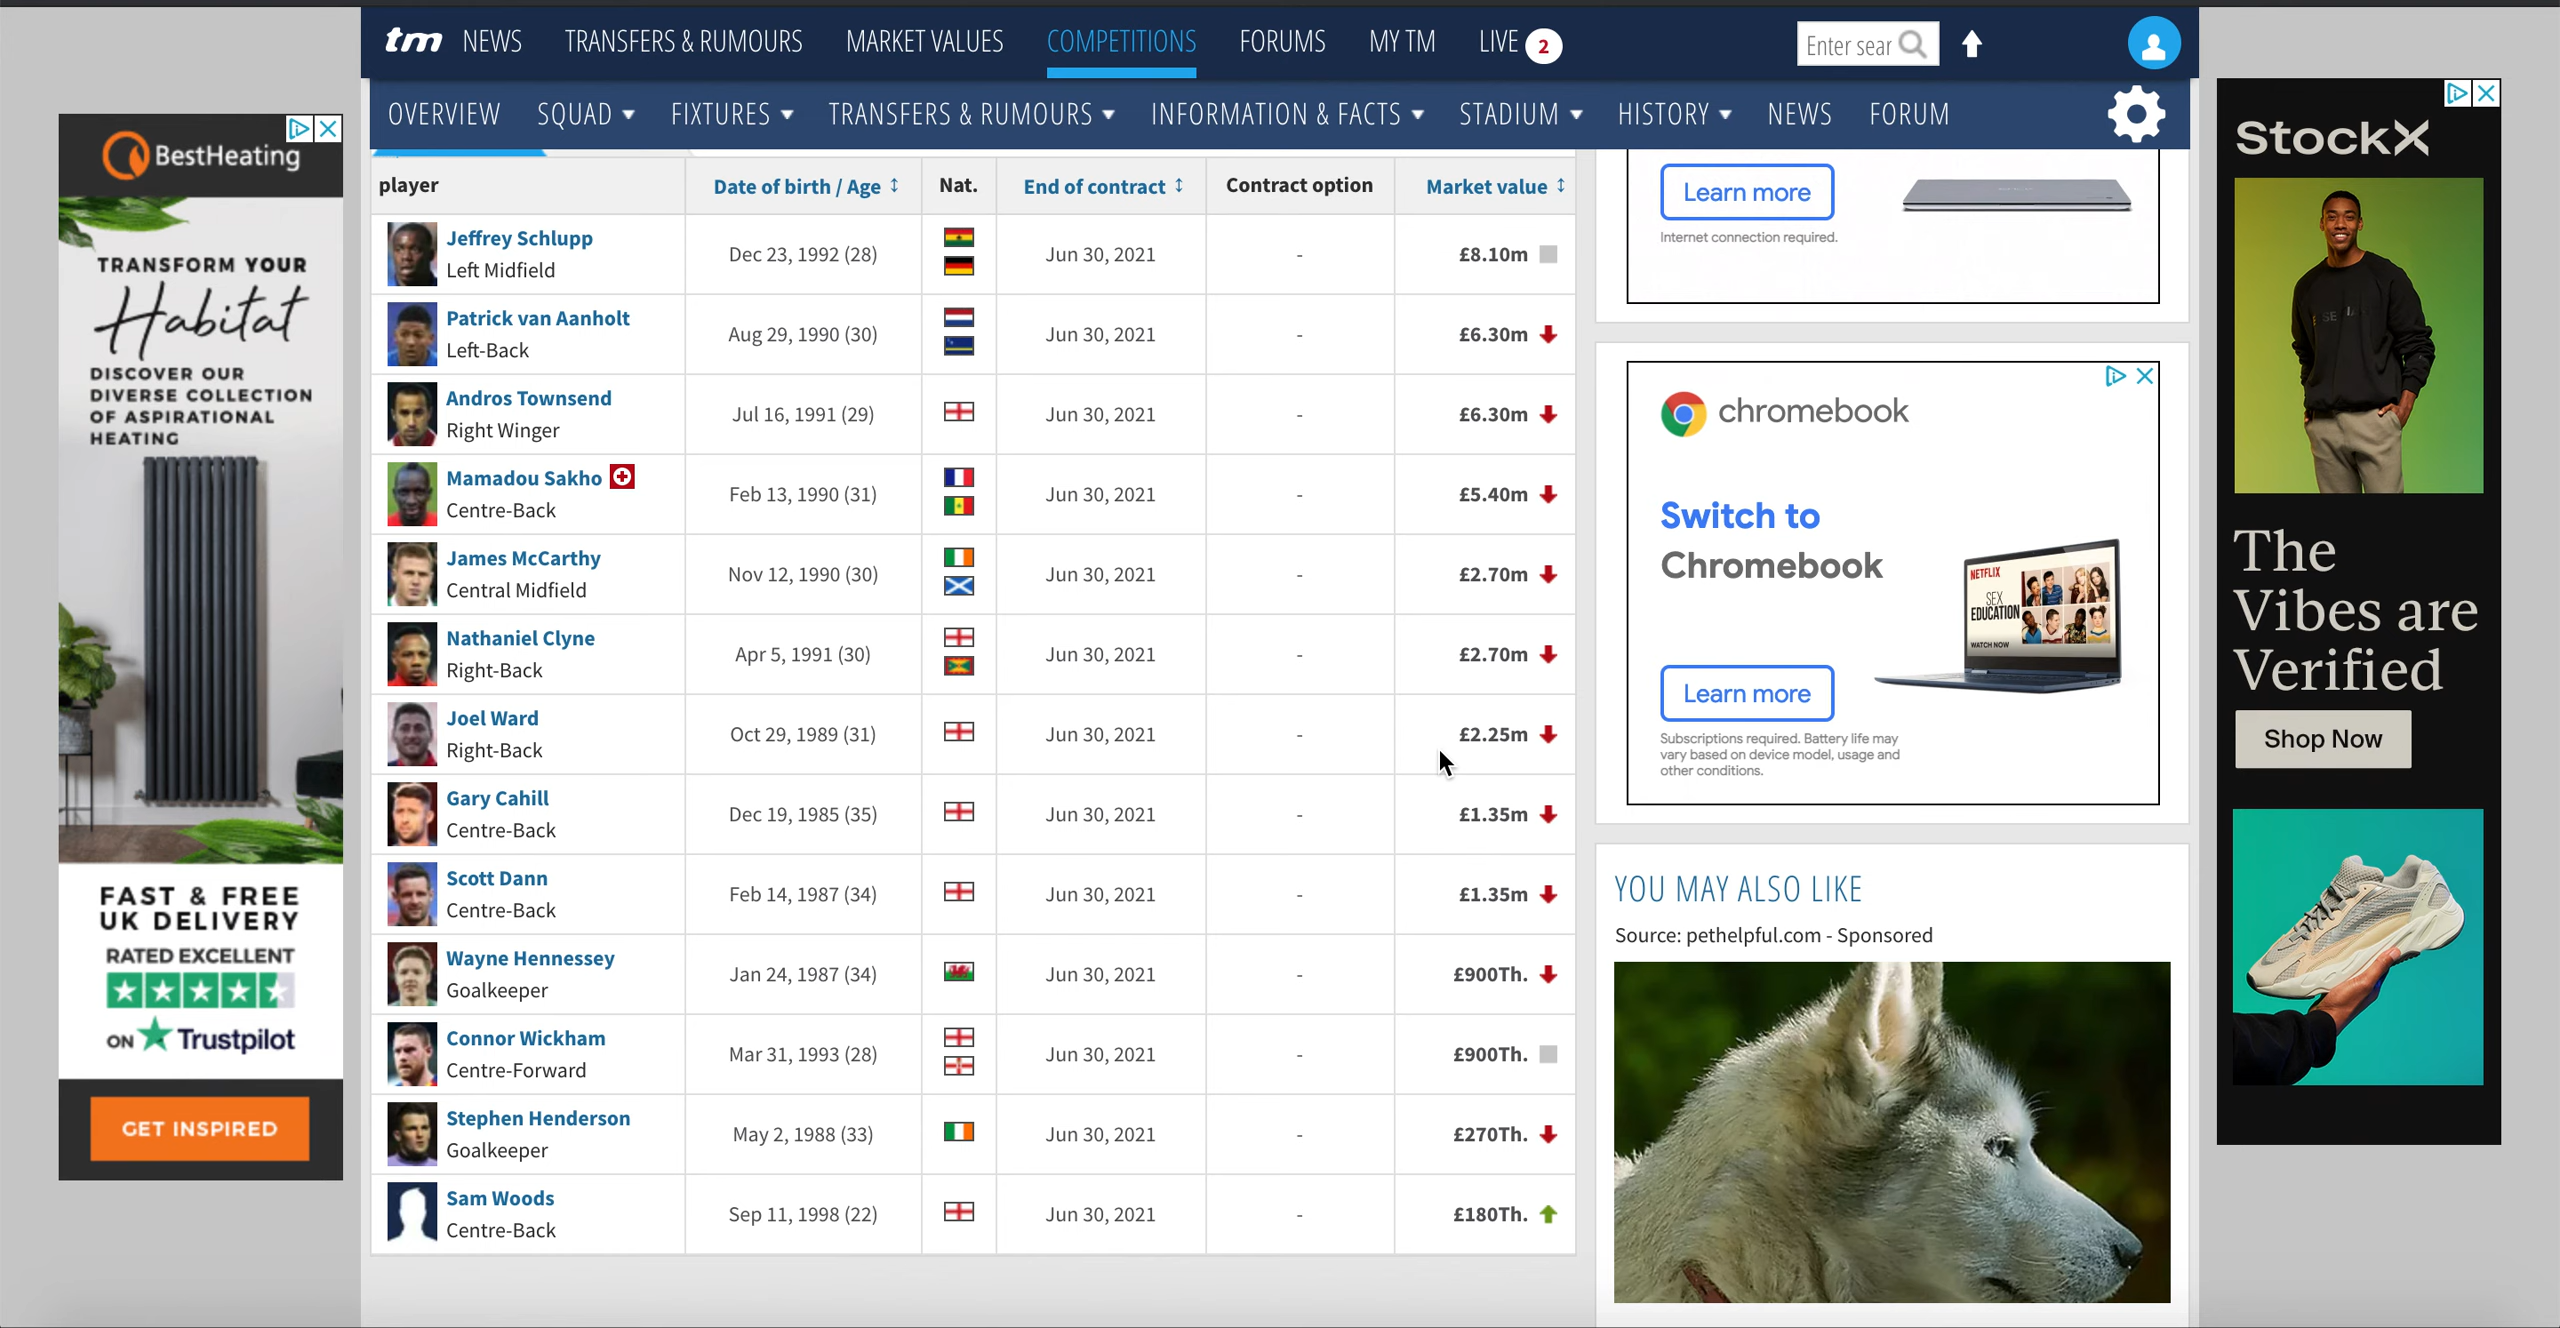 tm NEWS TRANSFERS & RUMOURS MARKET VALUES COMPETITIONS FORUMS MY TM LIVE 2 Enter sear
OVERVIEW SQUAD FIXTURES TRANSFERS & RUMOURS INFORMATION & FACTS STADIUM HISTORY NEWS FORUM
player Date of birth / Age Nat. End of contract Contract option Market value
Jeffrey Schlupp
Left Midfield
Dec 23, 1992 (28) Jun 30, 2021 - £8.10m
Patrick van Aanholt
Left-Back
Aug 29, 1990 (30) Jun 30, 2021 - £6.30m
Andros Townsend
Right Winger
Jul 16, 1991 (29) Jun 30, 2021 - £6.30m
Mamadou Sakho
Centre-Back
Feb 13, 1990 (31) Jun 30, 2021 - £5.40m
James McCarthy
Central Midfield
Nov 12, 1990 (30) Jun 30, 2021 - £2.70m
Nathaniel Clyne
Right-Back
Apr 5, 1991 (30) Jun 30, 2021 - £2.70m
Joel Ward
Right-Back
Oct 29, 1989 (31) Jun 30, 2021 - £2.25m
Gary Cahill
Centre-Back
Dec 19, 1985 (35) Jun 30, 2021 - £1.35m
Scott Dann
Centre-Back
Feb 14, 1987 (34) Jun 30, 2021 - £1.35m
Wayne Hennessey
Goalkeeper
Jan 24, 1987 (34) Jun 30, 2021 - £900Th.
Connor Wickham
Centre-Forward
Mar 31, 1993 (28) Jun 30, 2021 - £900Th.
Stephen Henderson
Goalkeeper
May 2, 1988 (33) Jun 30, 2021 - £270Th.
Sam Woods
Centre-Back
Sep 11, 1998 (22) Jun 30, 2021 - £180Th.
BestHeating
TRANSFORM YOUR
Habitat
DISCOVER OUR
DIVERSE COLLECTION
OF ASPIRATIONAL
HEATING
FAST & FREE
UK DELIVERY
RATED EXCELLENT
ON Trustpilot
GET INSPIRED
Learn more
Internet connection required.
chromebook
Switch to
Chromebook
NETFLIX
SEX
EDUCATION
WATCH NOW
Learn more
Subscriptions required. Battery life may
vary based on device model, usage and
other conditions.
YOU MAY ALSO LIKE
Source: pethelpful.com - Sponsored
StockX
The
Vibes are
Verified
Shop Now